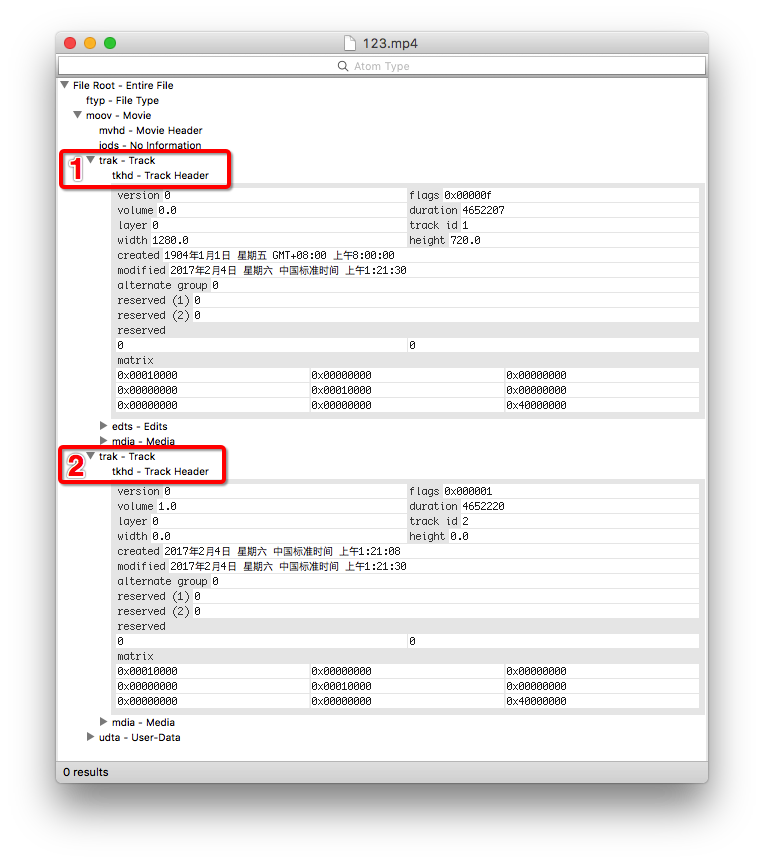 123.mp4
Atom Type
File Root - Entire File
ftyp - File Type
moov - Movie
mvhd - Movie Header
iods - No Information
1 trak - Track
tkhd - Track Header
version 0 flags 0x00000f
volume 0.0 duration 4652207
layer 0 track id 1
width 1280.0 height 720.0
created 1904年1月1日 星期五 GMT+08:00 上午8:00:00
modified 2017年2月4日 星期六 中国标准时间 上午1:21:30
alternate group 0
reserved (1) 0
reserved (2) 0
reserved
0 0
matrix
0x00010000 0x00000000 0x00000000
0x00000000 0x00010000 0x00000000
0x00000000 0x00000000 0x40000000
edts - Edits
mdia - Media
2 trak - Track
tkhd - Track Header
version 0 flags 0x000001
volume 1.0 duration 4652220
layer 0 track id 2
width 0.0 height 0.0
created 2017年2月4日 星期六 中国标准时间 上午1:21:08
modified 2017年2月4日 星期六 中国标准时间 上午1:21:30
alternate group 0
reserved (1) 0
reserved (2) 0
reserved
0 0
matrix
0x00010000 0x00000000 0x00000000
0x00000000 0x00010000 0x00000000
0x00000000 0x00000000 0x40000000
mdia - Media
udta - User-Data
0 results